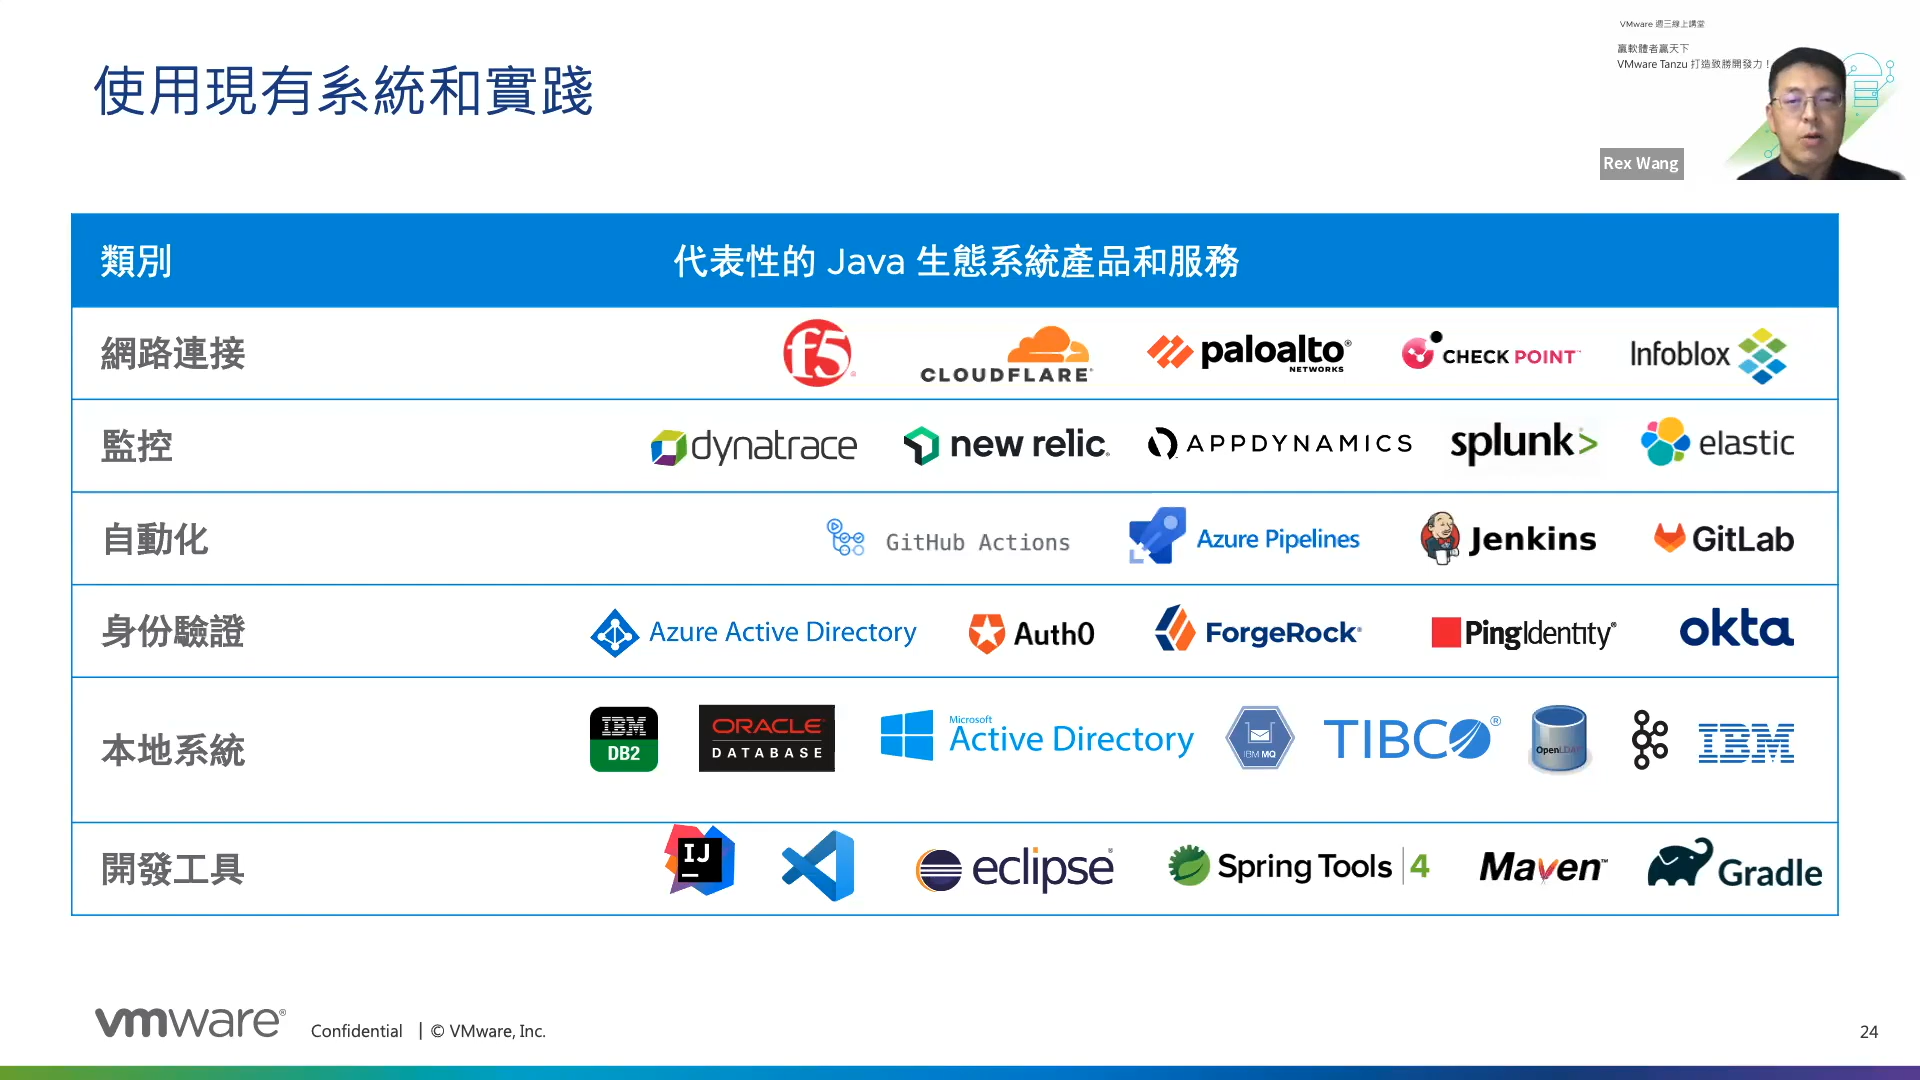 VMware 週三線上講堂
贏軟體者贏天下
VMware Tanzu 打造致勝開發力！
Rex Wang
使用現有系統和實踐
類別 代表性的 Java 生態系統產品和服務
網路連接 f5 CLOUDFLARE paloalto NETWORKS CHECK POINT Infoblox
監控 dynatrace new relic APPDYNAMICS splunk> elastic
自動化 GitHub Actions Azure Pipelines Jenkins GitLab
身份驗證 Azure Active Directory Auth0 ForgeRock PingIdentity okta
本地系統 IBM DB2 ORACLE DATABASE Microsoft Active Directory IBM MQ TIBCO OpenLDAP IBM
開發工具 IJ eclipse Spring Tools 4 Maven Gradle
vmware Confidential | © VMware, Inc. 24